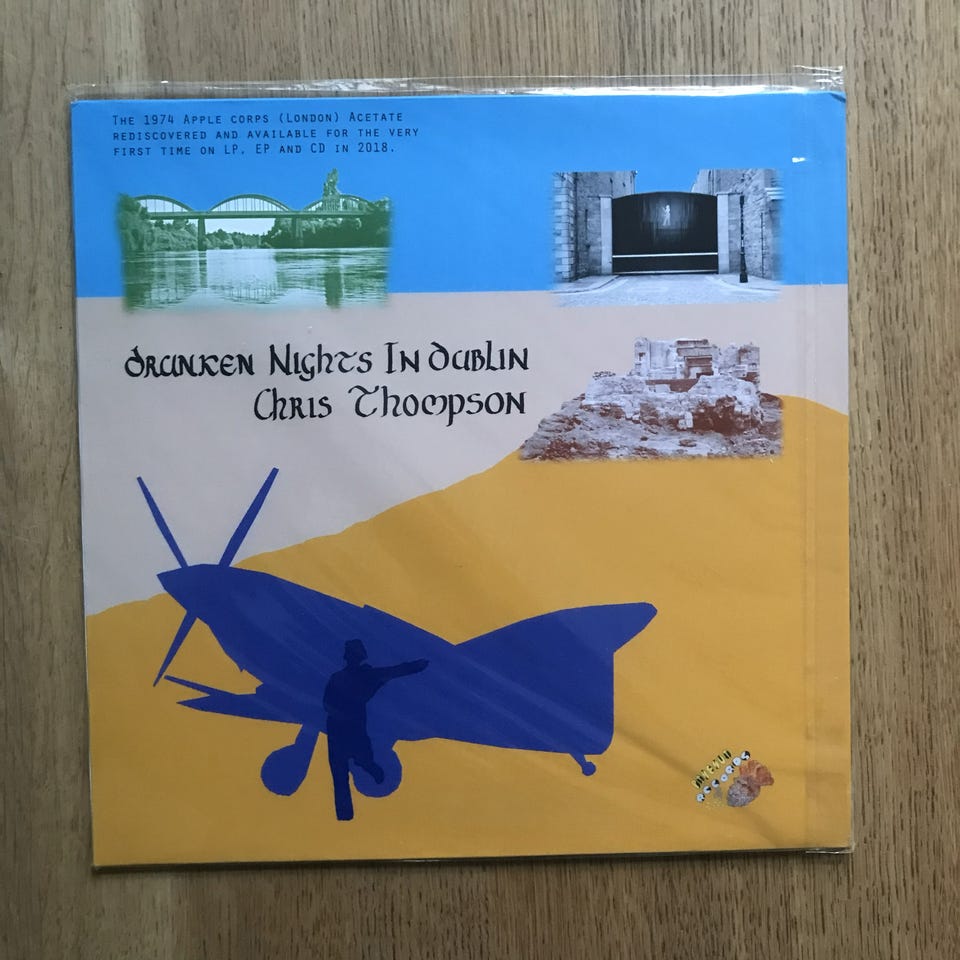 The 1974 Apple corps (London) Acetate
rediscovered and available for the very
first time on LP, EP and CD in 2018.
Drunken Nights In Dublin
Chris Thompson
RECORDS